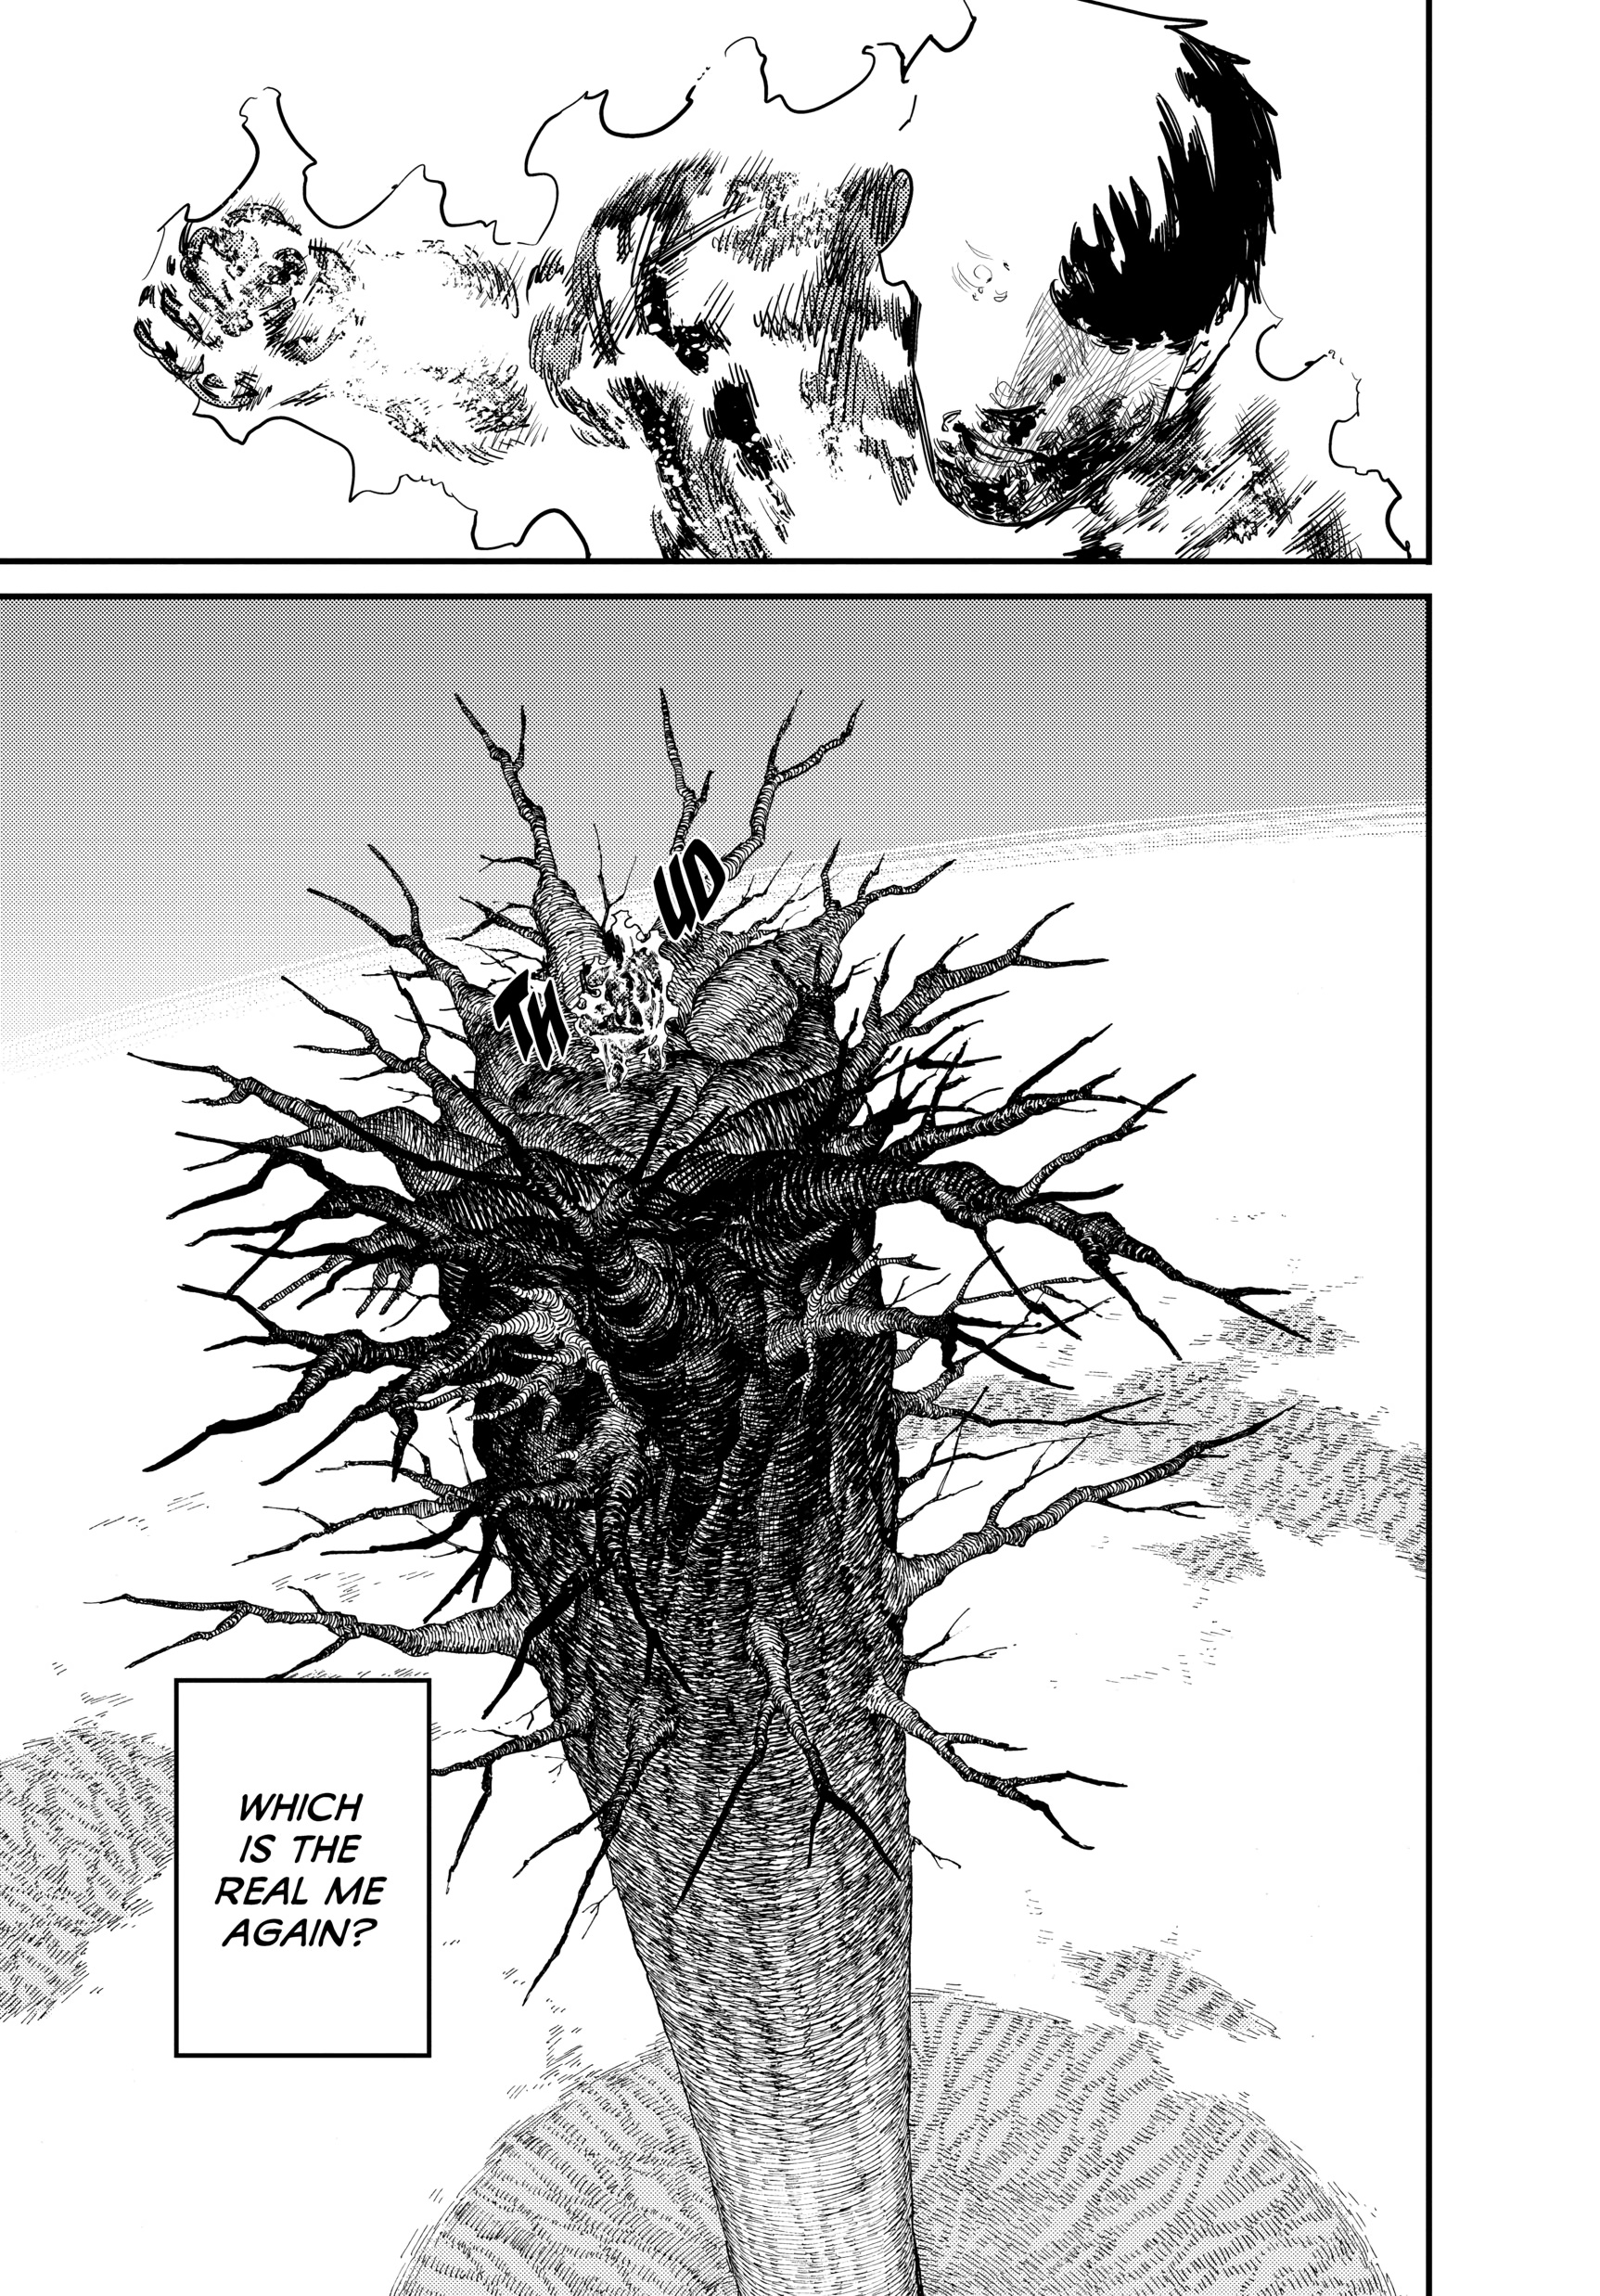 TH
UD
WHICH
IS THE
REAL ME
AGAIN?